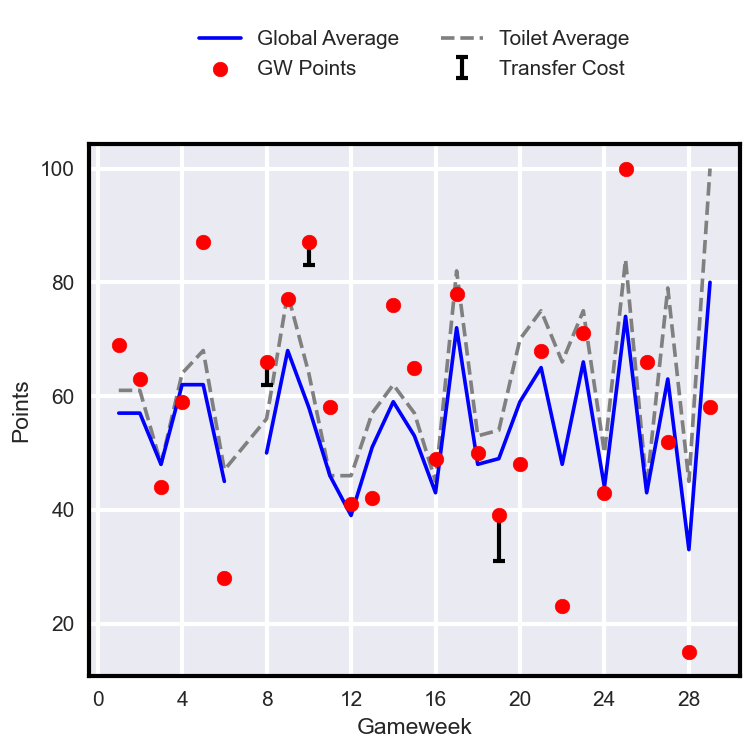 Global Average
Toilet Average
GW Points
Transfer Cost
100
80
60
40
20
Points
0 4 8 12 16 20 24 28
Gameweek